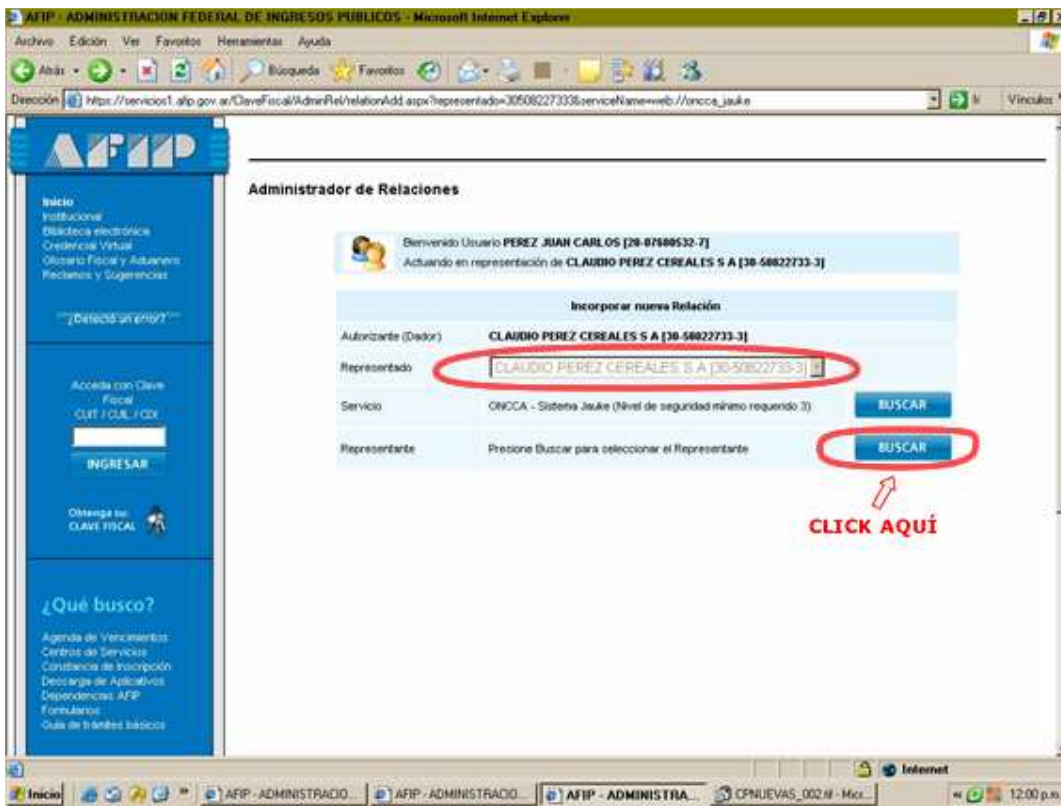 AFIP - ADMINISTRACION FEDERAL DE INGRESOS PUBLICOS - Microsoft Internet Explorer
Archivo Edición Ver Favoritos Herramientas Ayuda
Atrás Búsqueda Favoritos
Dirección https://servicios1.afip.gov.ar/ClaveFiscal/AdminRel/relationAdd.aspx?representado=30508227333&serviceName=web://oncca_jauke Ir Vínculos
AFIP
Inicio
Institucional
Biblioteca electrónica
Credencial Virtual
Glosario Fiscal y Aduanero
Reclamos y Sugerencias
¿Detectó un error?
Acceda con Clave
Fiscal
CUIT / CUIL / CDI
INGRESAR
Obtenga su
CLAVE FISCAL
¿Qué busco?
Agenda de Vencimientos
Centros de Servicios
Constancia de Inscripción
Descarga de Aplicativos
Dependencias AFIP
Formularios
Guía de trámites básicos
Administrador de Relaciones
Bienvenido Usuario PEREZ JUAN CARLOS [20-07680532-7]
Actuando en representación de CLAUDIO PEREZ CEREALES S A [30-50822733-3]
Incorporar nueva Relación
Autorizante (Dador) CLAUDIO PEREZ CEREALES S A [30-50822733-3]
Representado CLAUDIO PEREZ CEREALES S A [30-50822733-3]
Servicio ONCCA - Sistema Jauke (Nivel de seguridad mínimo requerido 3) BUSCAR
Representante Presione Buscar para seleccionar el Representante BUSCAR
CLICK AQUÍ
Internet
Inicio AFIP - ADMINISTRACIO... AFIP - ADMINISTRACIO... AFIP - ADMINISTRA... CPNUEVAS_002.tif - Micr... 12:00 p.m.